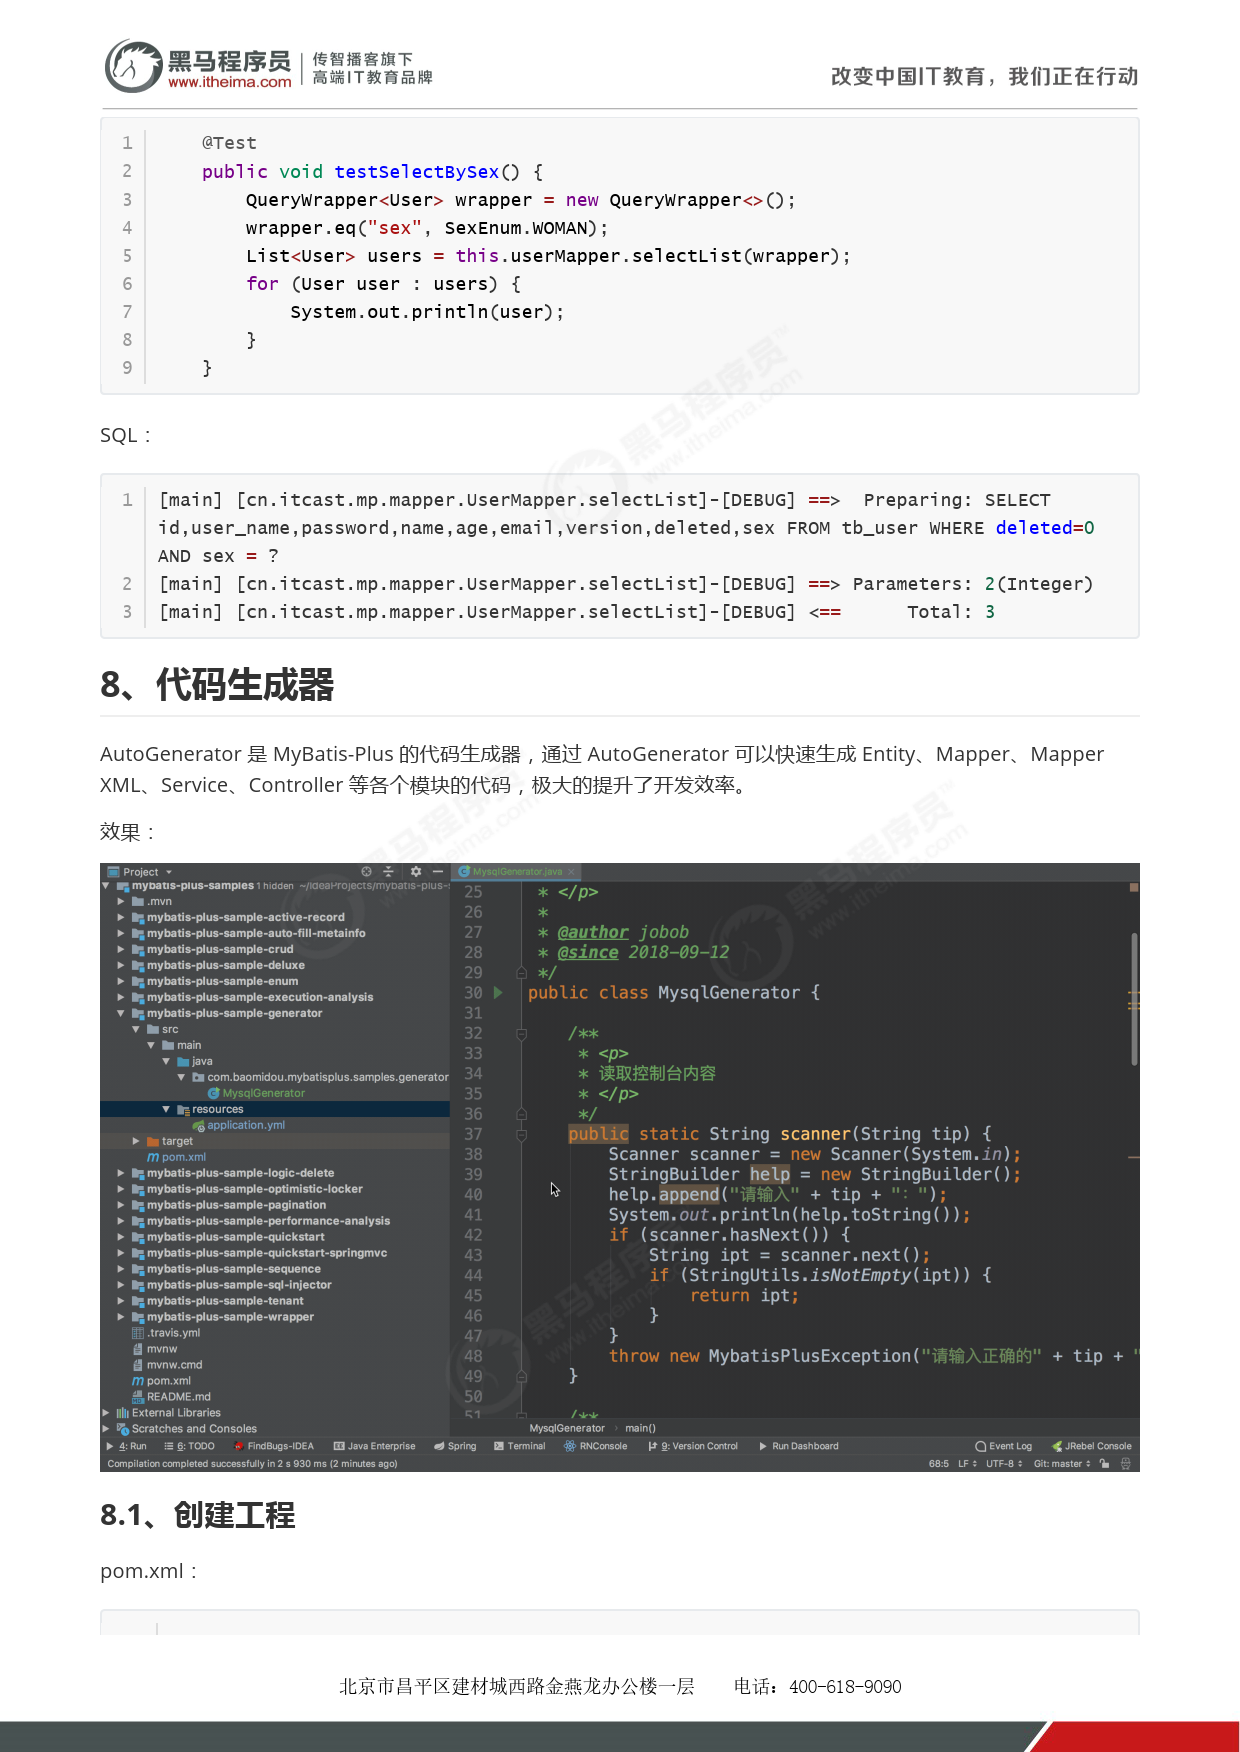 黑马程序员
www.itheima.com
传智播客旗下
高端IT教育品牌
改变中国IT教育，我们正在行动
1 @Test
2 public void testSelectBySex() {
3 QueryWrapper<User> wrapper = new QueryWrapper<>();
4 wrapper.eq("sex", SexEnum.WOMAN);
5 List<User> users = this.userMapper.selectList(wrapper);
6 for (User user : users) {
7 System.out.println(user);
8 }
9 }
SQL：
1 [main] [cn.itcast.mp.mapper.UserMapper.selectList]-[DEBUG] ==>  Preparing: SELECT
id,user_name,password,name,age,email,version,deleted,sex FROM tb_user WHERE deleted=0
AND sex = ?
2 [main] [cn.itcast.mp.mapper.UserMapper.selectList]-[DEBUG] ==> Parameters: 2(Integer)
3 [main] [cn.itcast.mp.mapper.UserMapper.selectList]-[DEBUG] <==      Total: 3
8、代码生成器
AutoGenerator 是 MyBatis-Plus 的代码生成器，通过 AutoGenerator 可以快速生成 Entity、Mapper、Mapper
XML、Service、Controller 等各个模块的代码，极大的提升了开发效率。
效果：
Project
mybatis-plus-samples 1 hidden ~/IdeaProjects/mybatis-plus-
.mvn
mybatis-plus-sample-active-record
mybatis-plus-sample-auto-fill-metainfo
mybatis-plus-sample-crud
mybatis-plus-sample-deluxe
mybatis-plus-sample-enum
mybatis-plus-sample-execution-analysis
mybatis-plus-sample-generator
src
main
java
com.baomidou.mybatisplus.samples.generator
MysqlGenerator
resources
application.yml
target
pom.xml
mybatis-plus-sample-logic-delete
mybatis-plus-sample-optimistic-locker
mybatis-plus-sample-pagination
mybatis-plus-sample-performance-analysis
mybatis-plus-sample-quickstart
mybatis-plus-sample-quickstart-springmvc
mybatis-plus-sample-sequence
mybatis-plus-sample-sql-injector
mybatis-plus-sample-tenant
mybatis-plus-sample-wrapper
.travis.yml
mvnw
mvnw.cmd
pom.xml
README.md
External Libraries
Scratches and Consoles
MysqlGenerator.java
25 * </p>
26 *
27 * @author jobob
28 * @since 2018-09-12
29 */
30 public class MysqlGenerator {
31
32 /**
33 * <p>
34 * 读取控制台内容
35 * </p>
36 */
37 public static String scanner(String tip) {
38 Scanner scanner = new Scanner(System.in);
39 StringBuilder help = new StringBuilder();
40 help.append("请输入" + tip + "：");
41 System.out.println(help.toString());
42 if (scanner.hasNext()) {
43 String ipt = scanner.next();
44 if (StringUtils.isNotEmpty(ipt)) {
45 return ipt;
46 }
47 }
48 throw new MybatisPlusException("请输入正确的" + tip + "
49 }
50
51 /**
MysqlGenerator › main()
4: Run 6: TODO FindBugs-IDEA Java Enterprise Spring Terminal RNConsole 9: Version Control Run Dashboard Event Log JRebel Console
Compilation completed successfully in 2 s 930 ms (2 minutes ago) 68:5 LF UTF-8 Git: master
8.1、创建工程
pom.xml：
北京市昌平区建材城西路金燕龙办公楼一层 电话：400-618-9090